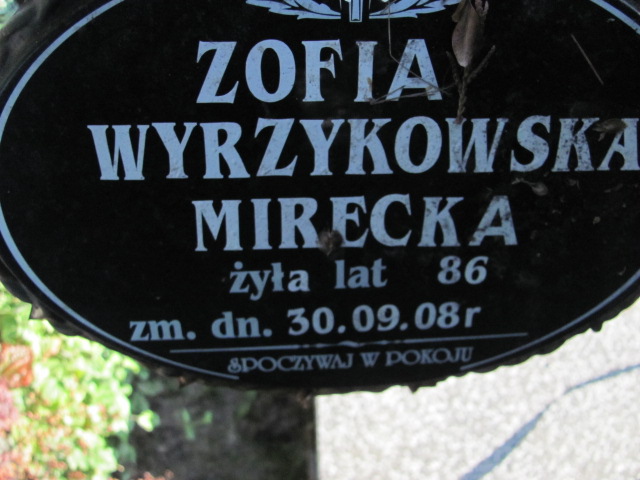 ZOFIA
WYRZYKOWSKA
MIRECKA
żyła lat 86
zm. dn. 30.09.08r
SPOCZYWAJ W POKOJU